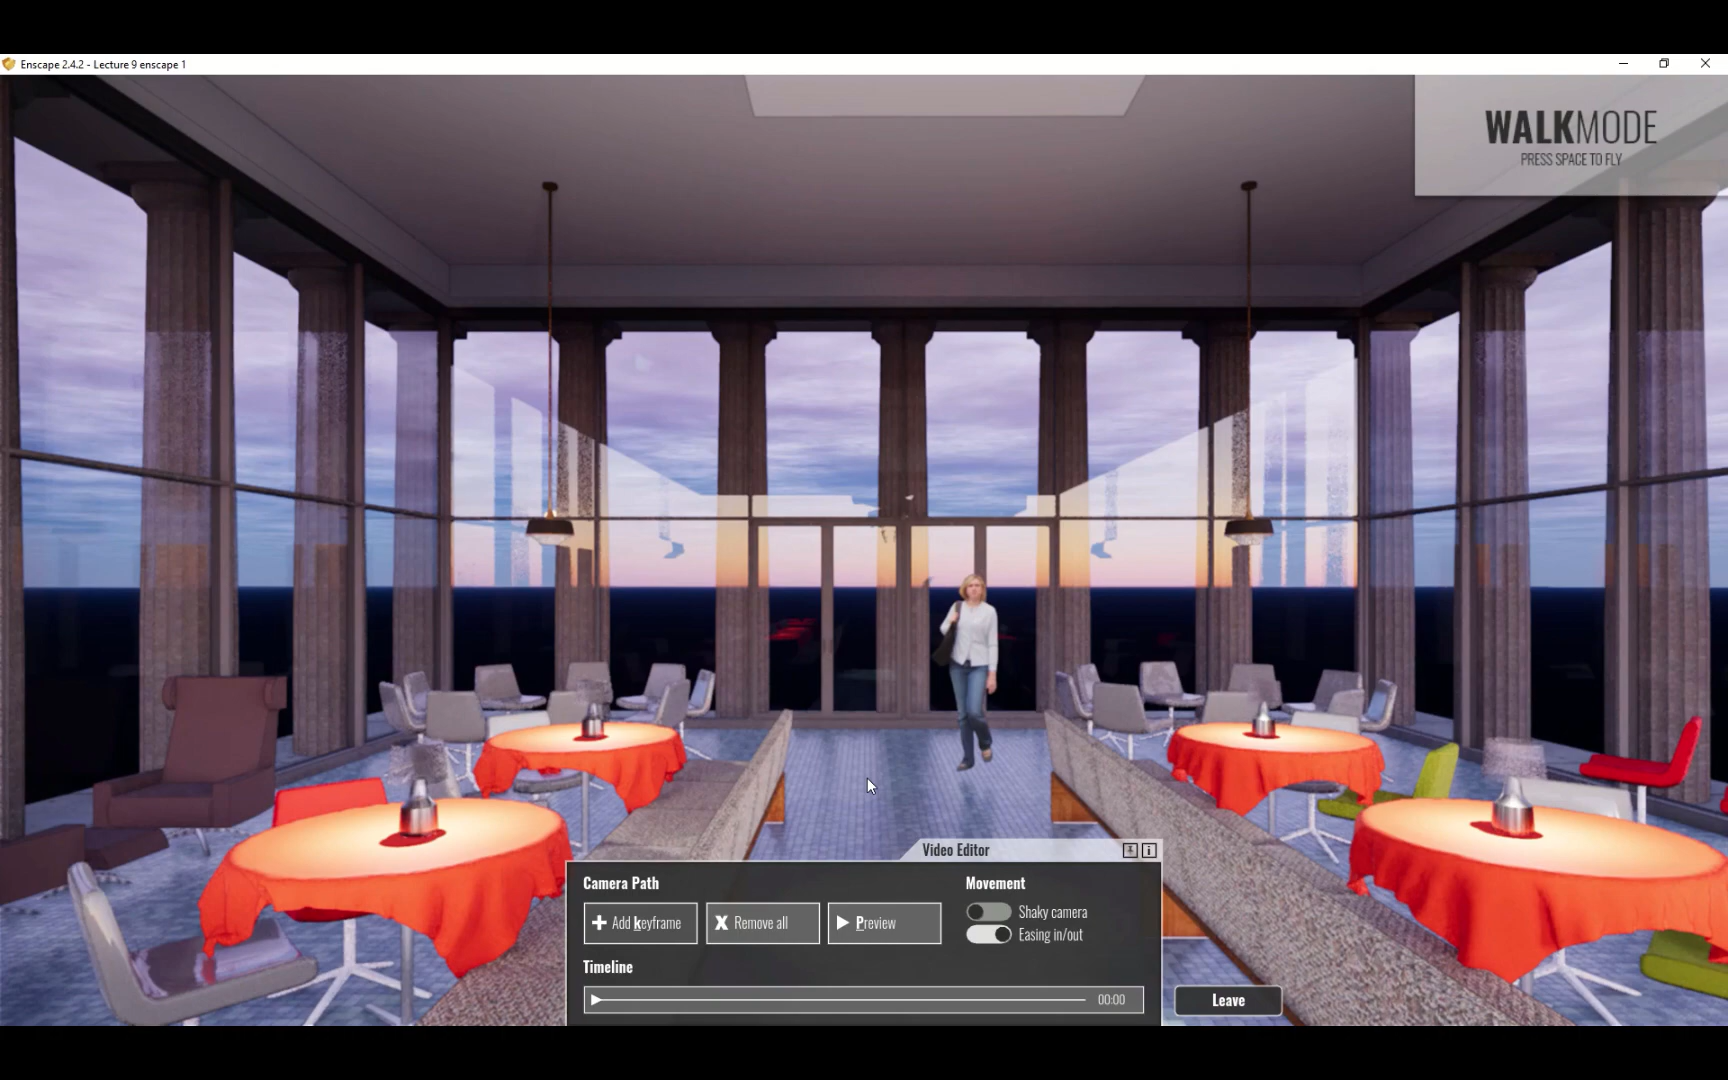 Enscape 2.4.2 - Lecture 9 enscape 1
WALKMODE
PRESS SPACE TO FLY
Video Editor
Camera Path
Movement
Add keyframe
Remove all
Preview
Shaky camera
Easing in/out
Timeline
00:00
Leave